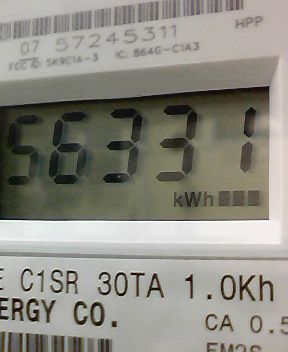 07 57245311 HPP
FCC ID: SK9C1A-3 IC: 864G-C1A3
56331
kWh
E C1SR 30TA 1.0Kh
ERGY CO.
CA 0.5
EM2S